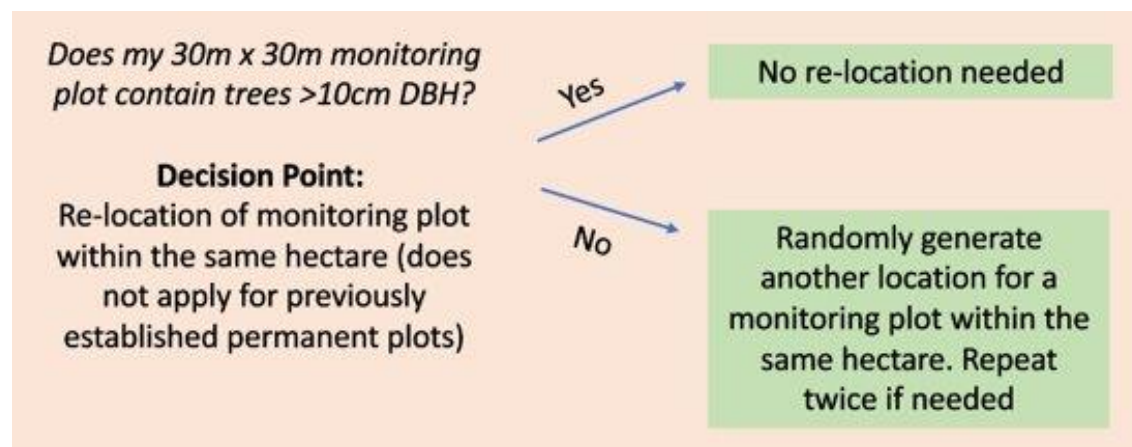 Does my 30m x 30m monitoring
plot contain trees >10cm DBH?
Decision Point:
Re-location of monitoring plot
within the same hectare (does
not apply for previously
established permanent plots)
Yes
No re-location needed
No
Randomly generate
another location for a
monitoring plot within the
same hectare. Repeat
twice if needed